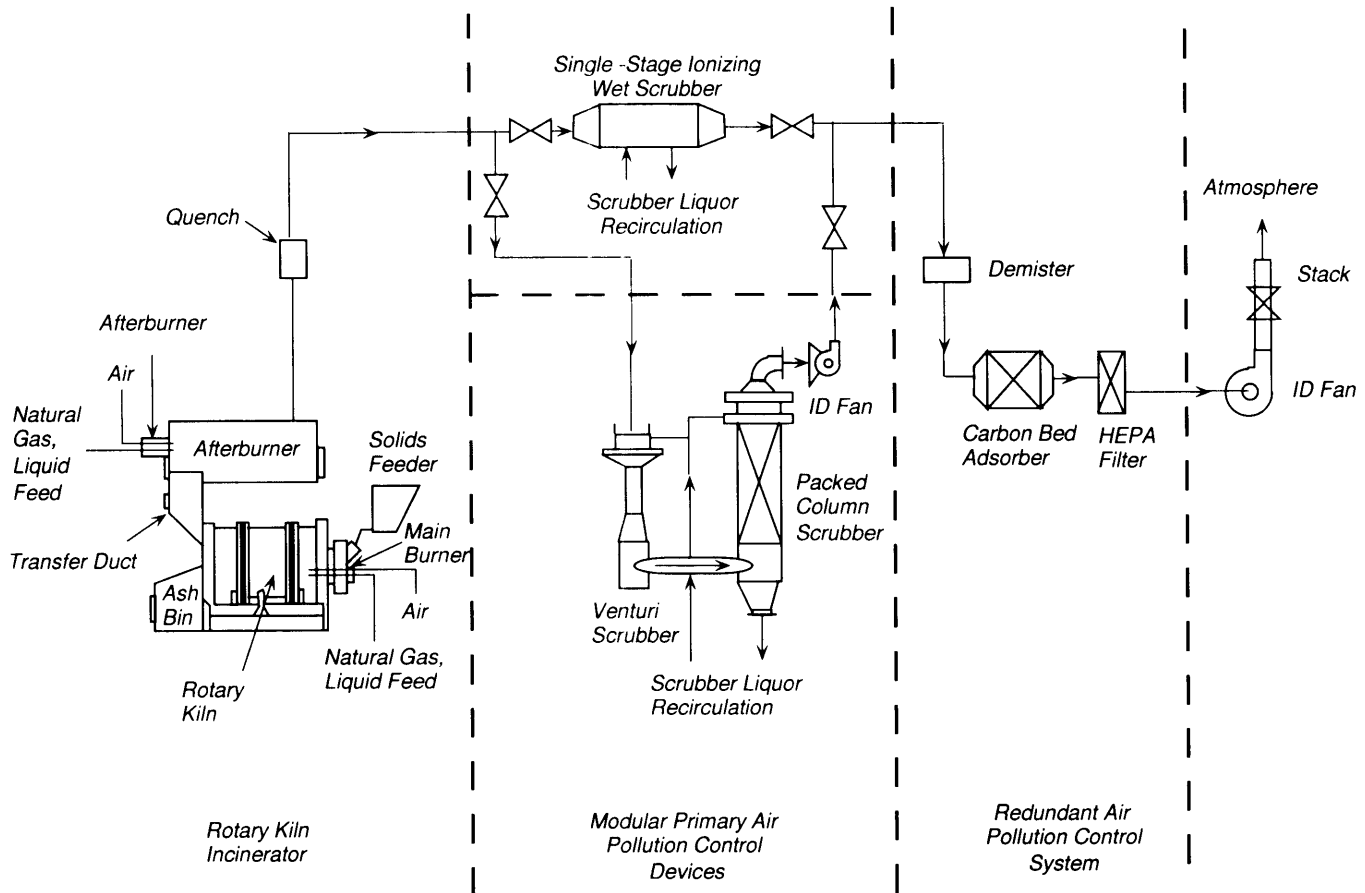 Single -Stage Ionizing
Wet Scrubber
Scrubber Liquor
Recirculation
Quench
Afterburner
Air
Natural
Gas,
Liquid
Feed
Afterburner
Solids
Feeder
Main
Burner
Transfer Duct
Ash
Bin
Air
Natural Gas,
Liquid Feed
Rotary
Kiln
Rotary Kiln
Incinerator
ID Fan
Packed
Column
Scrubber
Venturi
Scrubber
Scrubber Liquor
Recirculation
Modular Primary Air
Pollution Control
Devices
Demister
Carbon Bed
Adsorber
HEPA
Filter
Redundant Air
Pollution Control
System
Atmosphere
Stack
ID Fan